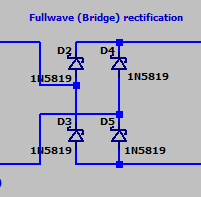 Fullwave (Bridge) rectification
D2 D4
1N5819 1N5819
D3 D5
1N5819 1N5819
)